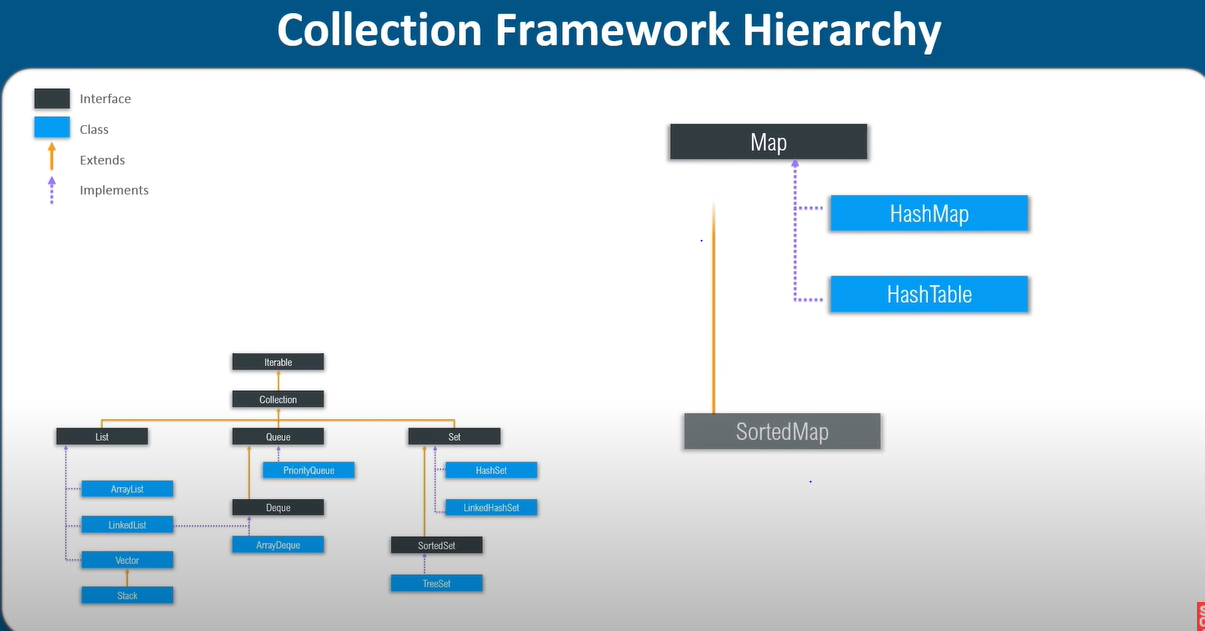 Collection Framework Hierarchy
Interface
Class
Extends
Implements
Map
HashMap
HashTable
SortedMap
Iterable
Collection
List
Queue
Set
PriorityQueue
HashSet
ArrayList
Deque
LinkedHashSet
LinkedList
ArrayDeque
SortedSet
Vector
TreeSet
Stack